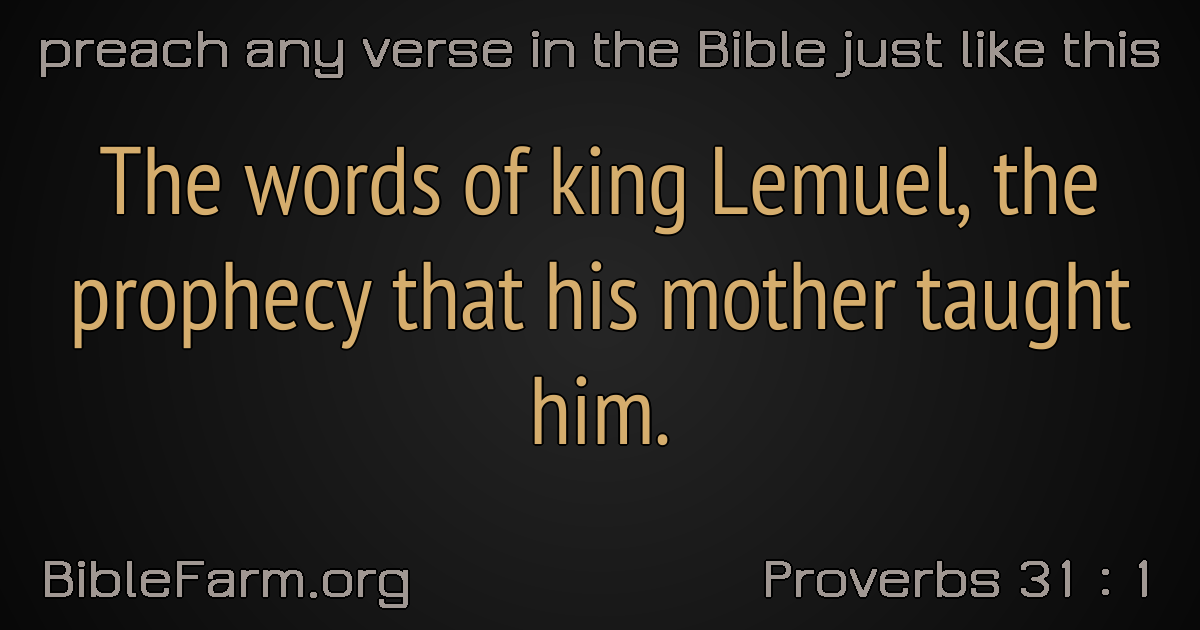 preach any verse in the Bible just like this
The words of king Lemuel, the
prophecy that his mother taught
him.
BibleFarm.org
Proverbs 31 : 1